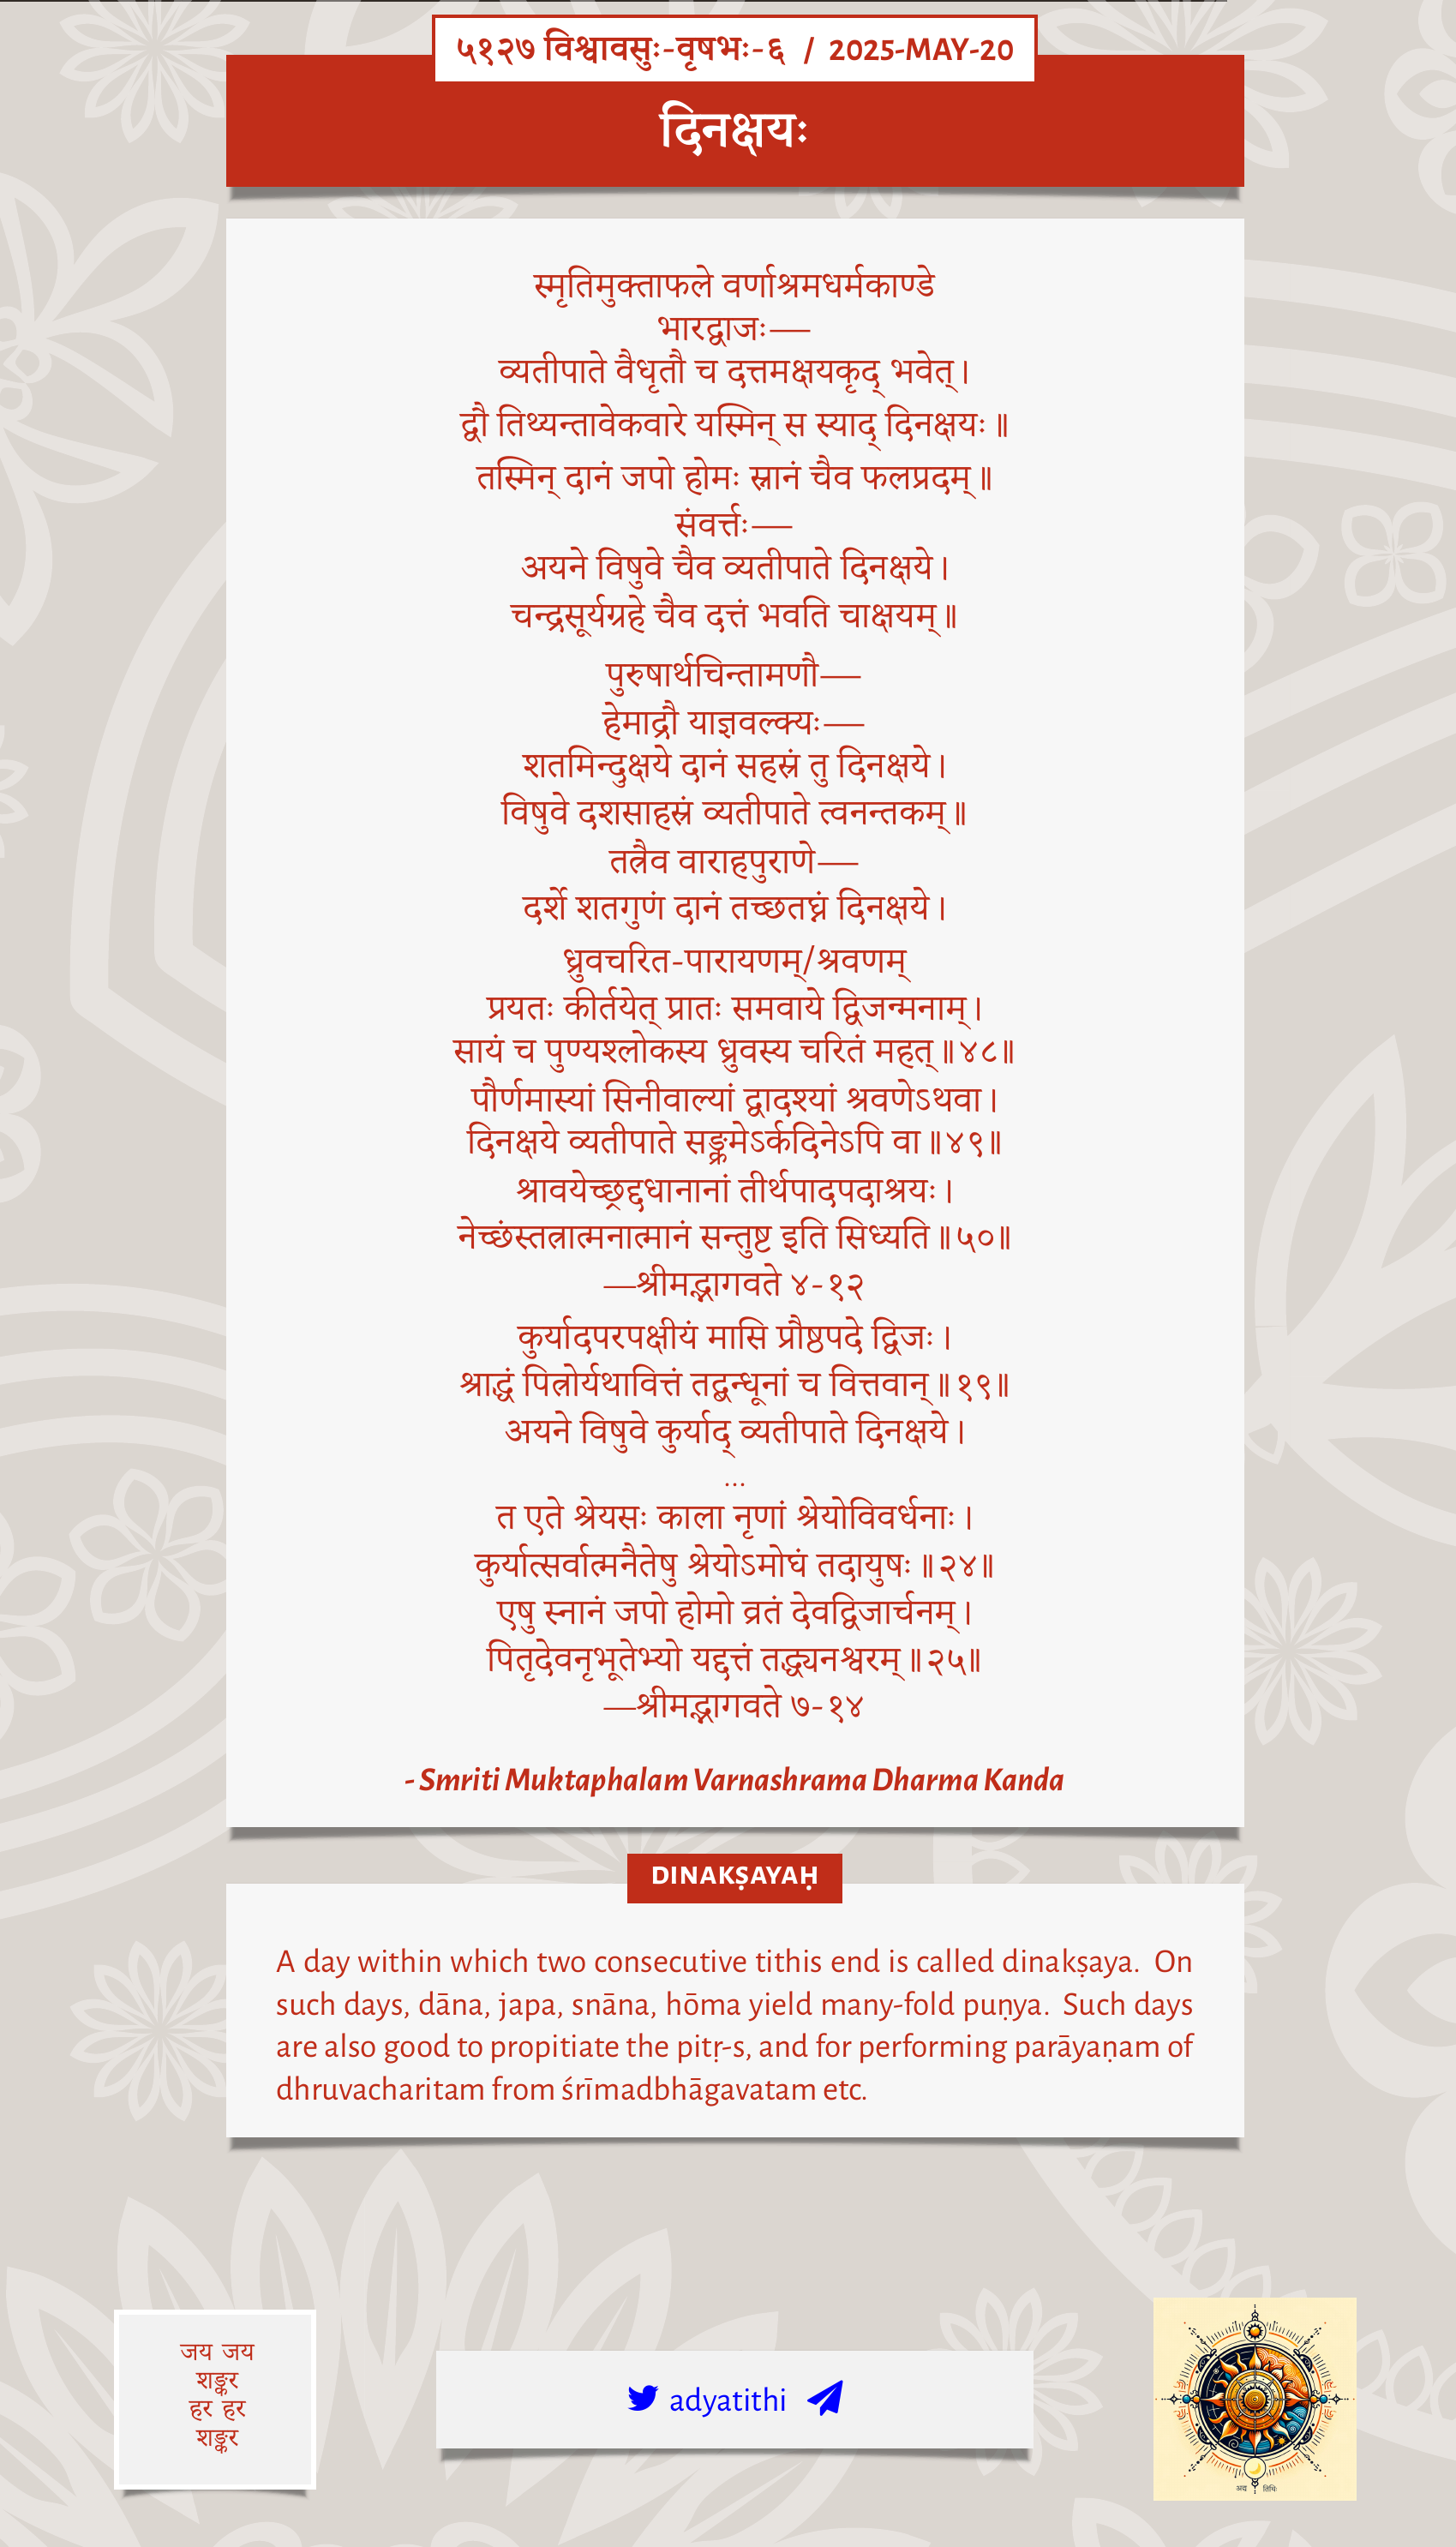 ५१२७ विश्वावसुः-वृषभः-६ / 2025-MAY-20
दिनक्षयः
स्मृतिमुक्ताफले वर्णाश्रमधर्मकाण्डे
भारद्वाजः—
व्यतीपाते वैधृतौ च दत्तमक्षयकृद् भवेत्।
द्वौ तिथ्यन्तावेकवारे यस्मिन् स स्याद् दिनक्षयः॥
तस्मिन् दानं जपो होमः स्नानं चैव फलप्रदम्॥
संवर्त्तः—
अयने विषुवे चैव व्यतीपाते दिनक्षये।
चन्द्रसूर्यग्रहे चैव दत्तं भवति चाक्षयम्॥
पुरुषार्थचिन्तामणौ—
हेमाद्रौ याज्ञवल्क्यः—
शतमिन्दुक्षये दानं सहस्रं तु दिनक्षये।
विषुवे दशसाहस्रं व्यतीपाते त्वनन्तकम्॥
तत्रैव वाराहपुराणे—
दर्शे शतगुणं दानं तच्छतघ्नं दिनक्षये।
ध्रुवचरित-पारायणम्/श्रवणम्
प्रयतः कीर्तयेत् प्रातः समवाये द्विजन्मनाम्।
सायं च पुण्यश्लोकस्य ध्रुवस्य चरितं महत्॥४८॥
पौर्णमास्यां सिनीवाल्यां द्वादश्यां श्रवणेऽथवा।
दिनक्षये व्यतीपाते सङ्क्रमेऽर्कदिनेऽपि वा॥४९॥
श्रावयेच्छ्रद्दधानानां तीर्थपादपदाश्रयः।
नेच्छंस्तत्रात्मनात्मानं सन्तुष्ट इति सिध्यति॥५०॥
—श्रीमद्भागवते ४-१२
कुर्यादपरपक्षीयं मासि प्रौष्ठपदे द्विजः।
श्राद्धं पित्रोर्यथावित्तं तद्बन्धूनां च वित्तवान्॥१९॥
अयने विषुवे कुर्याद् व्यतीपाते दिनक्षये।
...
त एते श्रेयसः काला नृणां श्रेयोविवर्धनाः।
कुर्यात्सर्वात्मनैतेषु श्रेयोऽमोघं तदायुषः॥२४॥
एषु स्नानं जपो होमो व्रतं देवद्विजार्चनम्।
पितृदेवनृभूतेभ्यो यद्दत्तं तद्ध्यनश्वरम्॥२५॥
—श्रीमद्भागवते ७-१४
- Smriti Muktaphalam Varnashrama Dharma Kanda
DINAKṢAYAḤ
A day within which two consecutive tithis end is called dinakṣaya. On
such days, dāna, japa, snāna, hōma yield many-fold puṇya. Such days
are also good to propitiate the pitṛ-s, and for performing parāyaṇam of
dhruvacharitam from śrīmadbhāgavatam etc.
जय जय
शङ्कर
हर हर
शङ्कर
adyatithi
अद्य तिथिः